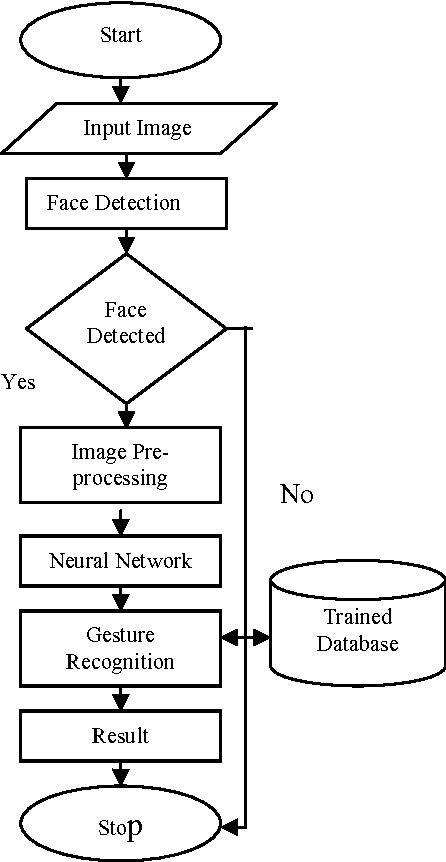 Start
Input Image
Face Detection
Face
Detected
Yes
Image Pre-
processing
No
Neural Network
Gesture
Recognition
Trained
Database
Result
Stop